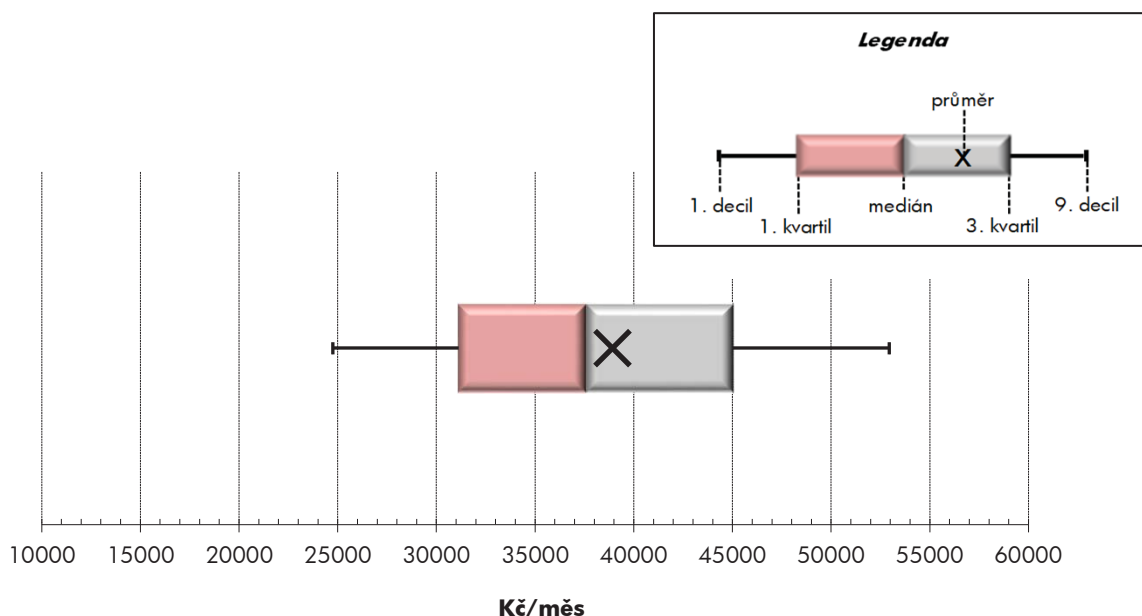 Legenda
průměr
x
1. decil
medián
9. decil
1. kvartil
3. kvartil
10000 15000 20000 25000 30000 35000 40000 45000 50000 55000 60000
Kč/měs